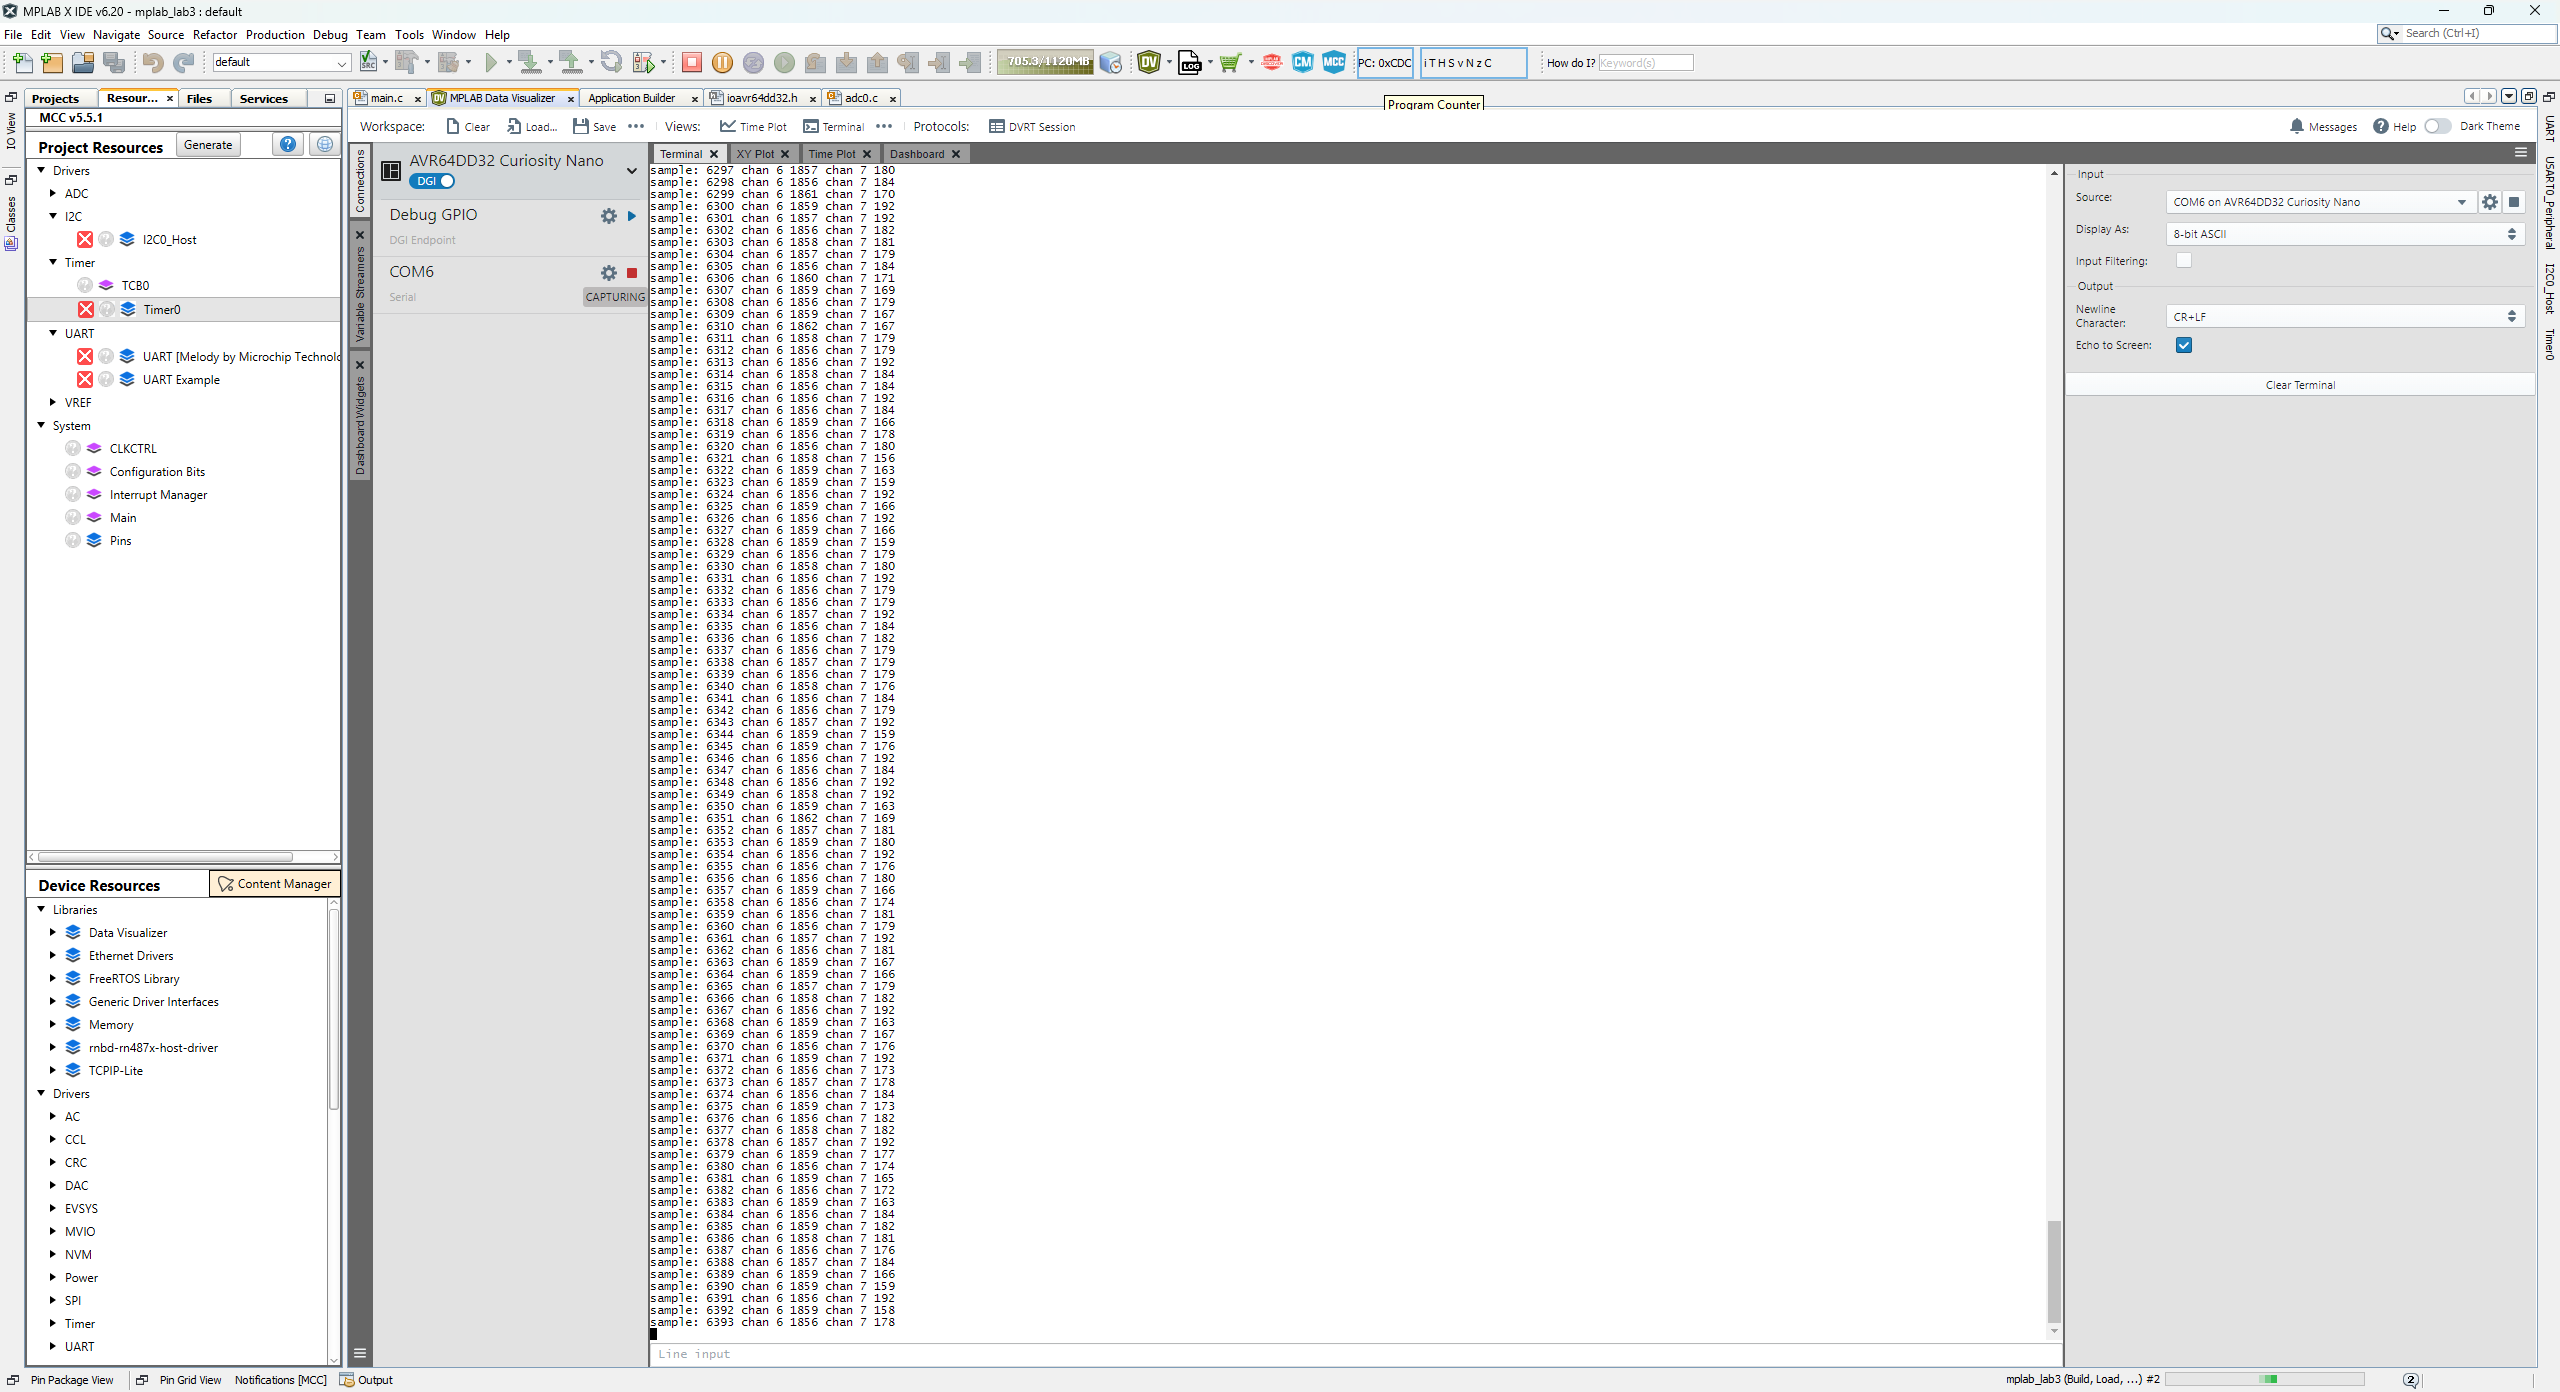 MPLAB X IDE v6.20 - mplab_lab3 : default
File Edit View Navigate Source Refactor Production Debug Team Tools Window Help
Search (Ctrl+I)
default
705.3/1120MB
PC: 0xCDC
i T H S v N z C
How do I?
Keyword(s)
Projects
Resour...
Files
Services
main.c
MPLAB Data Visualizer
Application Builder
ioavr64dd32.h
adc0.c
Program Counter
MCC v5.5.1
Project Resources
Generate
Drivers
ADC
I2C
I2C0_Host
Timer
TCB0
Timer0
UART
UART [Melody by Microchip Technolo
UART Example
VREF
System
CLKCTRL
Configuration Bits
Interrupt Manager
Main
Pins
Device Resources
Content Manager
Libraries
Data Visualizer
Ethernet Drivers
FreeRTOS Library
Generic Driver Interfaces
Memory
rnbd-rn487x-host-driver
TCPIP-Lite
Drivers
AC
CCL
CRC
DAC
EVSYS
MVIO
NVM
Power
SPI
Timer
UART
IO View
Classes
Workspace: Clear Load... Save Views: Time Plot Terminal Protocols: DVRT Session
Messages Help Dark Theme
Connections
Variable Streamers
Dashboard Widgets
AVR64DD32 Curiosity Nano
DGI
Debug GPIO
DGI Endpoint
COM6
Serial
CAPTURING
Terminal XY Plot Time Plot Dashboard
sample: 6297 chan 6 1857 chan 7 180
sample: 6298 chan 6 1856 chan 7 184
sample: 6299 chan 6 1861 chan 7 170
sample: 6300 chan 6 1859 chan 7 192
sample: 6301 chan 6 1857 chan 7 192
sample: 6302 chan 6 1856 chan 7 182
sample: 6303 chan 6 1858 chan 7 181
sample: 6304 chan 6 1857 chan 7 179
sample: 6305 chan 6 1856 chan 7 184
sample: 6306 chan 6 1860 chan 7 171
sample: 6307 chan 6 1859 chan 7 169
sample: 6308 chan 6 1856 chan 7 179
sample: 6309 chan 6 1859 chan 7 167
sample: 6310 chan 6 1862 chan 7 167
sample: 6311 chan 6 1858 chan 7 179
sample: 6312 chan 6 1856 chan 7 179
sample: 6313 chan 6 1856 chan 7 192
sample: 6314 chan 6 1858 chan 7 184
sample: 6315 chan 6 1856 chan 7 184
sample: 6316 chan 6 1856 chan 7 192
sample: 6317 chan 6 1856 chan 7 184
sample: 6318 chan 6 1859 chan 7 166
sample: 6319 chan 6 1856 chan 7 178
sample: 6320 chan 6 1856 chan 7 180
sample: 6321 chan 6 1858 chan 7 156
sample: 6322 chan 6 1859 chan 7 163
sample: 6323 chan 6 1859 chan 7 159
sample: 6324 chan 6 1856 chan 7 192
sample: 6325 chan 6 1859 chan 7 166
sample: 6326 chan 6 1856 chan 7 192
sample: 6327 chan 6 1859 chan 7 166
sample: 6328 chan 6 1859 chan 7 159
sample: 6329 chan 6 1856 chan 7 179
sample: 6330 chan 6 1858 chan 7 180
sample: 6331 chan 6 1856 chan 7 192
sample: 6332 chan 6 1856 chan 7 179
sample: 6333 chan 6 1856 chan 7 179
sample: 6334 chan 6 1857 chan 7 192
sample: 6335 chan 6 1856 chan 7 184
sample: 6336 chan 6 1856 chan 7 182
sample: 6337 chan 6 1856 chan 7 179
sample: 6338 chan 6 1857 chan 7 179
sample: 6339 chan 6 1856 chan 7 179
sample: 6340 chan 6 1858 chan 7 176
sample: 6341 chan 6 1856 chan 7 184
sample: 6342 chan 6 1856 chan 7 179
sample: 6343 chan 6 1857 chan 7 192
sample: 6344 chan 6 1859 chan 7 159
sample: 6345 chan 6 1859 chan 7 176
sample: 6346 chan 6 1856 chan 7 192
sample: 6347 chan 6 1856 chan 7 184
sample: 6348 chan 6 1856 chan 7 192
sample: 6349 chan 6 1858 chan 7 192
sample: 6350 chan 6 1859 chan 7 163
sample: 6351 chan 6 1862 chan 7 169
sample: 6352 chan 6 1857 chan 7 181
sample: 6353 chan 6 1859 chan 7 180
sample: 6354 chan 6 1856 chan 7 192
sample: 6355 chan 6 1856 chan 7 176
sample: 6356 chan 6 1856 chan 7 180
sample: 6357 chan 6 1859 chan 7 166
sample: 6358 chan 6 1856 chan 7 174
sample: 6359 chan 6 1856 chan 7 181
sample: 6360 chan 6 1856 chan 7 179
sample: 6361 chan 6 1857 chan 7 192
sample: 6362 chan 6 1856 chan 7 181
sample: 6363 chan 6 1859 chan 7 167
sample: 6364 chan 6 1859 chan 7 166
sample: 6365 chan 6 1857 chan 7 179
sample: 6366 chan 6 1858 chan 7 182
sample: 6367 chan 6 1856 chan 7 192
sample: 6368 chan 6 1859 chan 7 163
sample: 6369 chan 6 1859 chan 7 167
sample: 6370 chan 6 1856 chan 7 176
sample: 6371 chan 6 1859 chan 7 192
sample: 6372 chan 6 1856 chan 7 173
sample: 6373 chan 6 1857 chan 7 178
sample: 6374 chan 6 1856 chan 7 184
sample: 6375 chan 6 1859 chan 7 173
sample: 6376 chan 6 1856 chan 7 182
sample: 6377 chan 6 1858 chan 7 182
sample: 6378 chan 6 1857 chan 7 192
sample: 6379 chan 6 1859 chan 7 177
sample: 6380 chan 6 1856 chan 7 174
sample: 6381 chan 6 1859 chan 7 165
sample: 6382 chan 6 1856 chan 7 172
sample: 6383 chan 6 1859 chan 7 163
sample: 6384 chan 6 1856 chan 7 184
sample: 6385 chan 6 1859 chan 7 182
sample: 6386 chan 6 1858 chan 7 181
sample: 6387 chan 6 1856 chan 7 176
sample: 6388 chan 6 1857 chan 7 184
sample: 6389 chan 6 1859 chan 7 166
sample: 6390 chan 6 1859 chan 7 159
sample: 6391 chan 6 1856 chan 7 192
sample: 6392 chan 6 1859 chan 7 158
sample: 6393 chan 6 1856 chan 7 178
Line input
Input
Source: COM6 on AVR64DD32 Curiosity Nano
Display As: 8-bit ASCII
Input Filtering:
Output
Newline Character: CR+LF
Echo to Screen:
Clear Terminal
UART
USART0_Peripheral
I2C0_Host
Timer0
Pin Package View
Pin Grid View
Notifications [MCC]
Output
mplab_lab3 (Build, Load, ...) #2
2